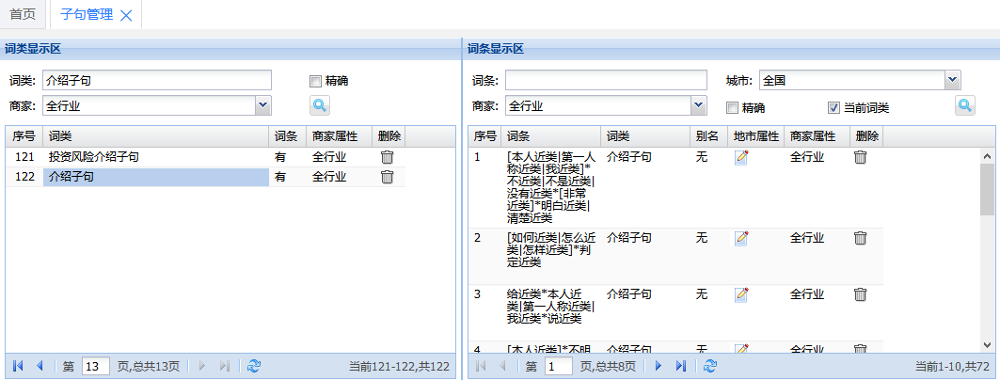 首页 子句管理
词类显示区
词类: 介绍子句 精确
商家: 全行业
序号 词类 词条 商家属性 删除
121 投资风险介绍子句 有 全行业
122 介绍子句 有 全行业
第 13 页,总共13页 当前121-122,共122
词条显示区
词条: 城市: 全国
商家: 全行业 精确 当前词类
序号 词条 词类 别名 地市属性 商家属性 删除
1 [本人近类|第一人 介绍子句 无 全行业
称近类|我近类]*
不近类|不是近类|
没有近类*[非常
近类]*明白近类|
清楚近类
2 [如何近类|怎么近 介绍子句 无 全行业
类|怎样近类]*判
定近类
3 给近类*本人近 介绍子句 无 全行业
类|第一人称近类|
我近类*说近类
4 [本人近类]*不明 介绍子句 无 全行业
第 1 页,总共8页 当前1-10,共72